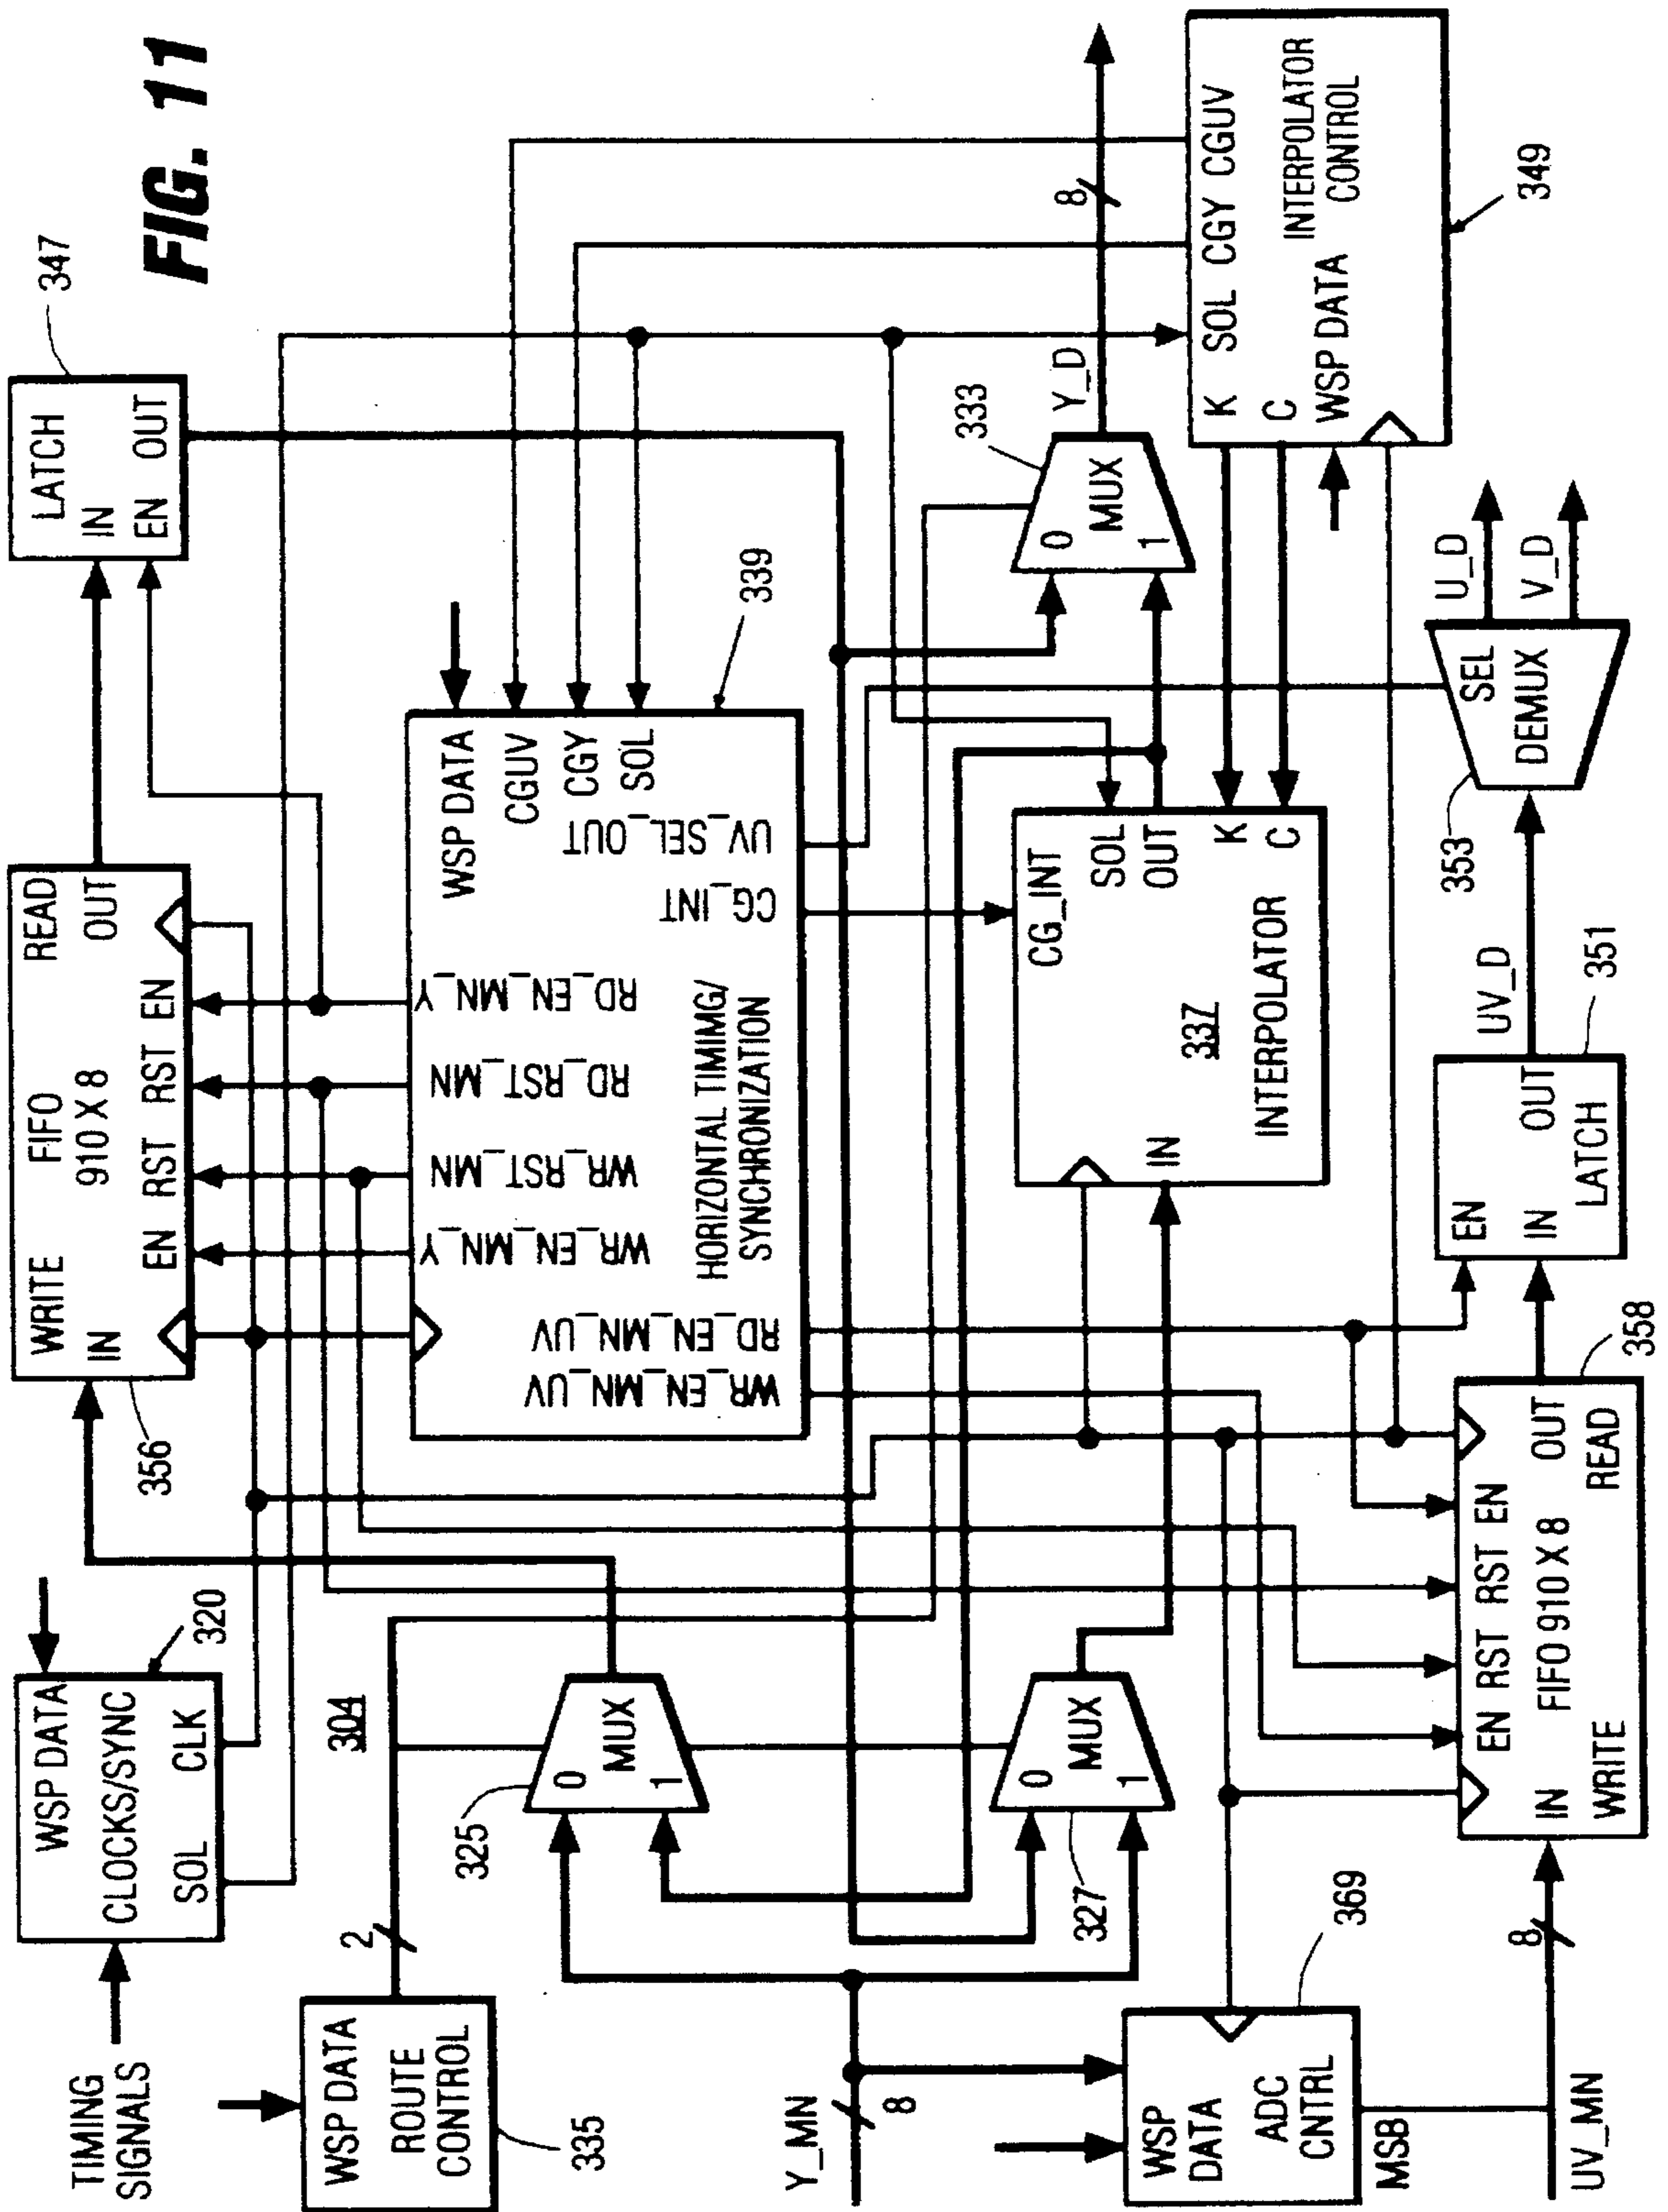 FIG. 11
TIMING
SIGNALS
WSP DATA
CLOCKS/SYNC
SOL CLK
320
WRITE FIFO READ
IN 910 X 8 OUT
EN RST RST EN
356
LATCH
IN
EN OUT
347
WSP DATA
ROUTE
CONTROL
335
2
304
0
MUX
1
325
0
MUX
1
327
WR_EN_MN_Y
WR_RST_MN
RD_RST_MN
RD_EN_MN_Y
WSP DATA
CGUV
CGY
SOL
CG_INT
UV_SEL_OUT
HORIZONTAL TIMIMG/
SYNCHRONIZATION
RD_EN_MN_UV
WR_EN_MN_UV
339
CG_INT
SOL
OUT
K
C
IN
337
INTERPOLATOR
0
MUX
1
333
Y_D
8
SOL CGY CGUV
K
C
INTERPOLATOR
CONTROL
WSP DATA
349
Y_MN
8
WSP
DATA
ADC
CNTRL
369
MSB
UV_MN
8
EN RST RST EN
IN FIFO 910 X 8 OUT
WRITE READ
358
EN
IN OUT
LATCH
351
UV_D
SEL
DEMUX
353
U_D
V_D